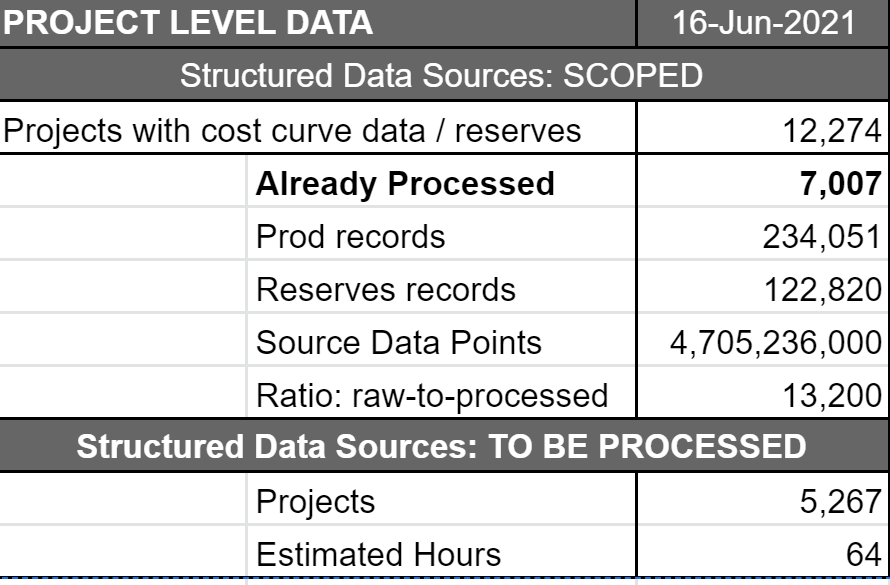 PROJECT LEVEL DATA 16-Jun-2021
Structured Data Sources: SCOPED
Projects with cost curve data / reserves 12,274
Already Processed 7,007
Prod records 234,051
Reserves records 122,820
Source Data Points 4,705,236,000
Ratio: raw-to-processed 13,200
Structured Data Sources: TO BE PROCESSED
Projects 5,267
Estimated Hours 64